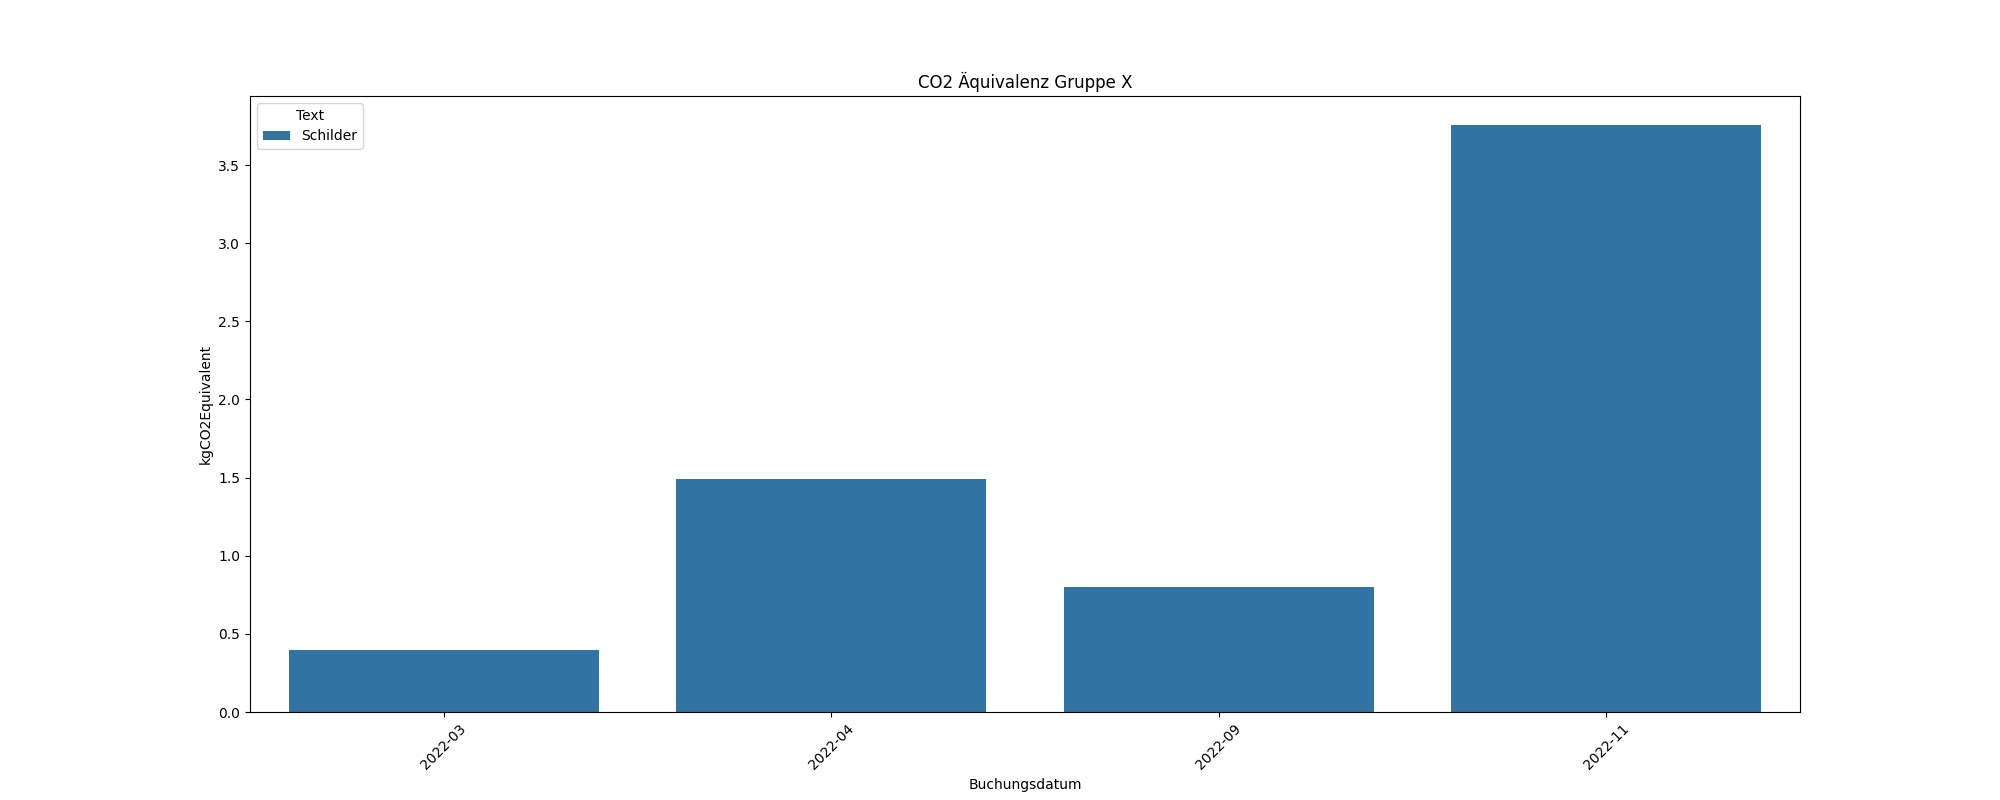 CO2 Äquivalenz Gruppe X
Text
Schilder
3.5
3.0
2.5
2.0
1.5
1.0
0.5
0.0
kgCO2Equivalent
2022-03
2022-04
2022-09
2022-11
Buchungsdatum